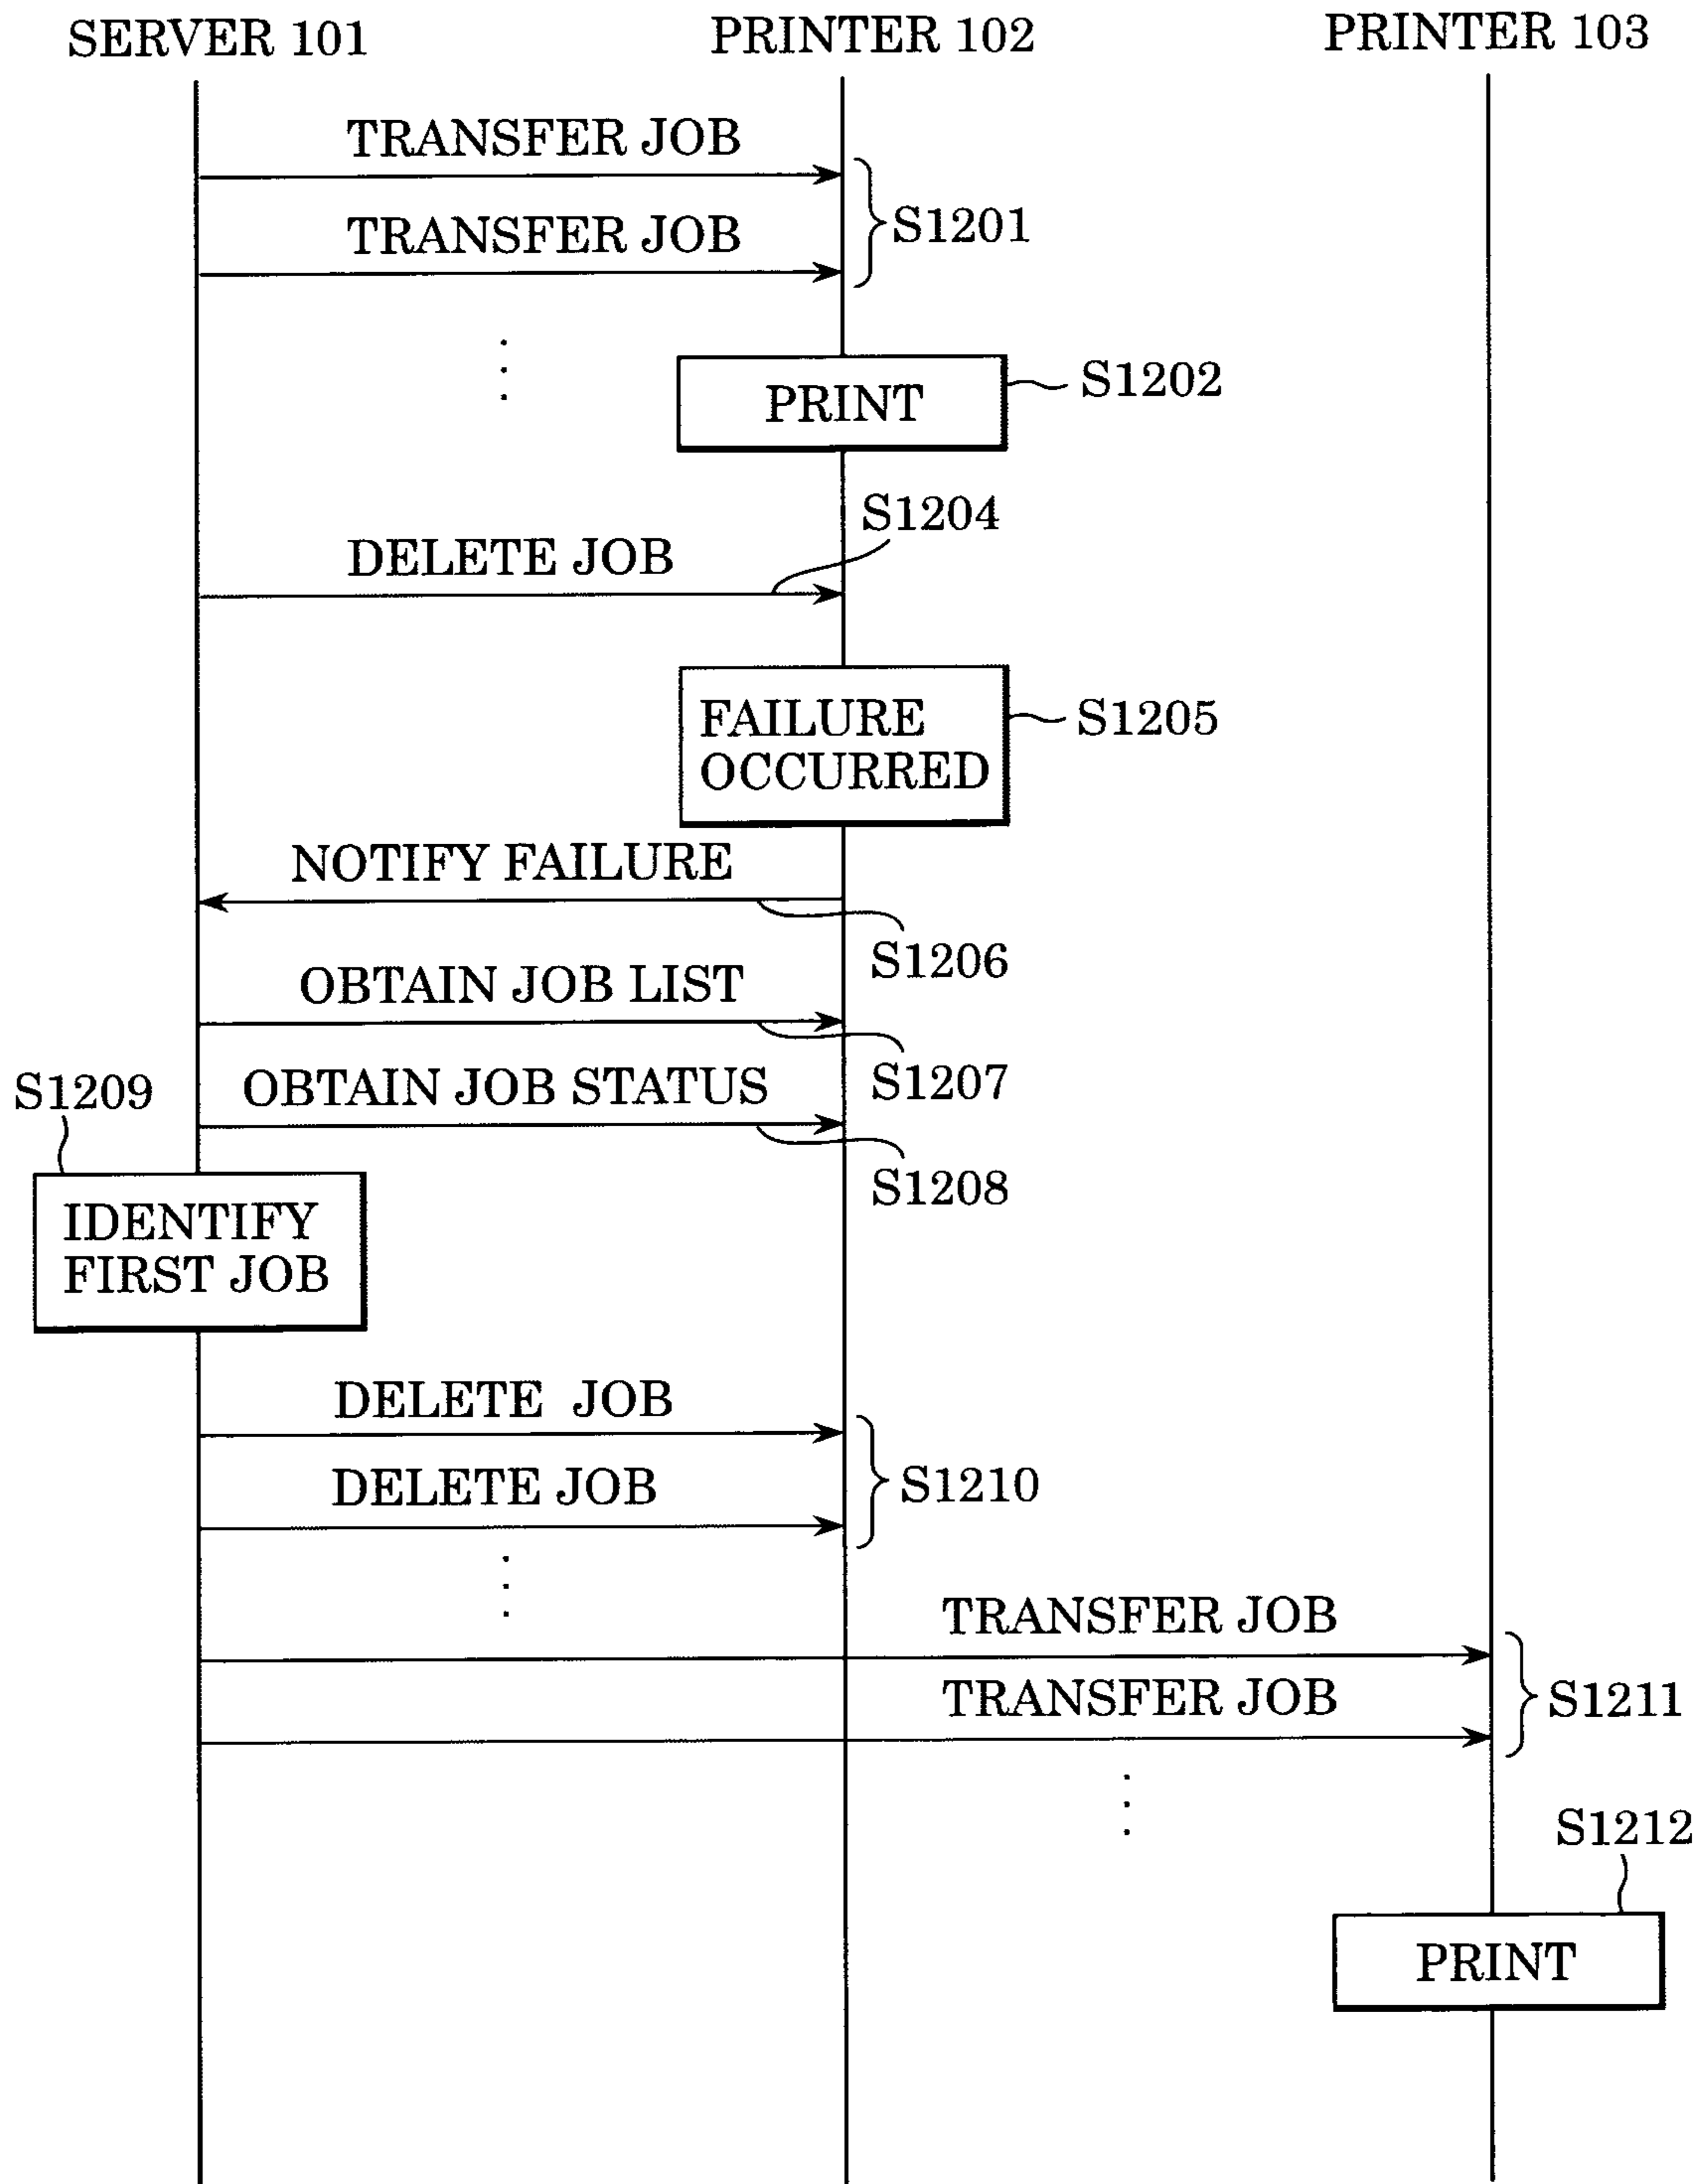 SERVER 101
PRINTER 102
PRINTER 103
TRANSFER JOB
TRANSFER JOB
S1201
PRINT
S1202
S1204
DELETE JOB
FAILURE
OCCURRED
S1205
NOTIFY FAILURE
S1206
OBTAIN JOB LIST
S1207
S1209
OBTAIN JOB STATUS
S1208
IDENTIFY
FIRST JOB
DELETE JOB
DELETE JOB
S1210
TRANSFER JOB
TRANSFER JOB
S1211
S1212
PRINT